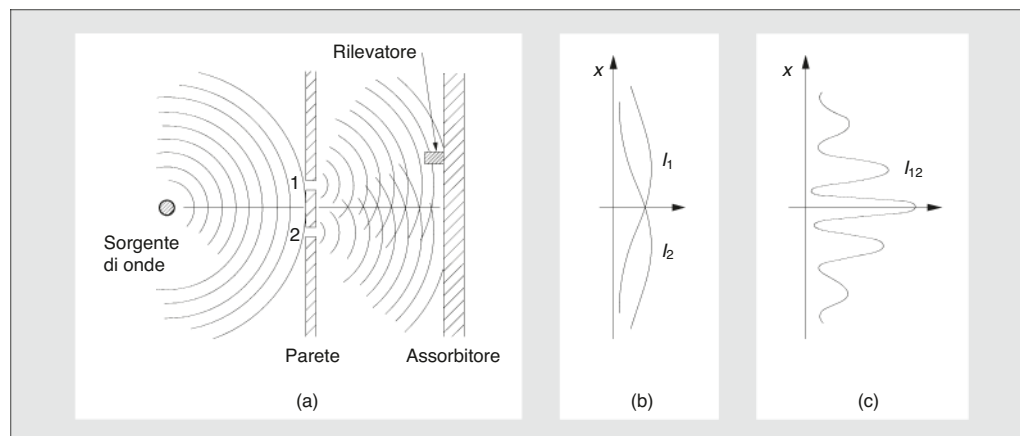 Rilevatore
1
2
Sorgente
di onde
Parete
Assorbitore
(a)
x
I₁
I₂
(b)
x
I₁₂
(c)